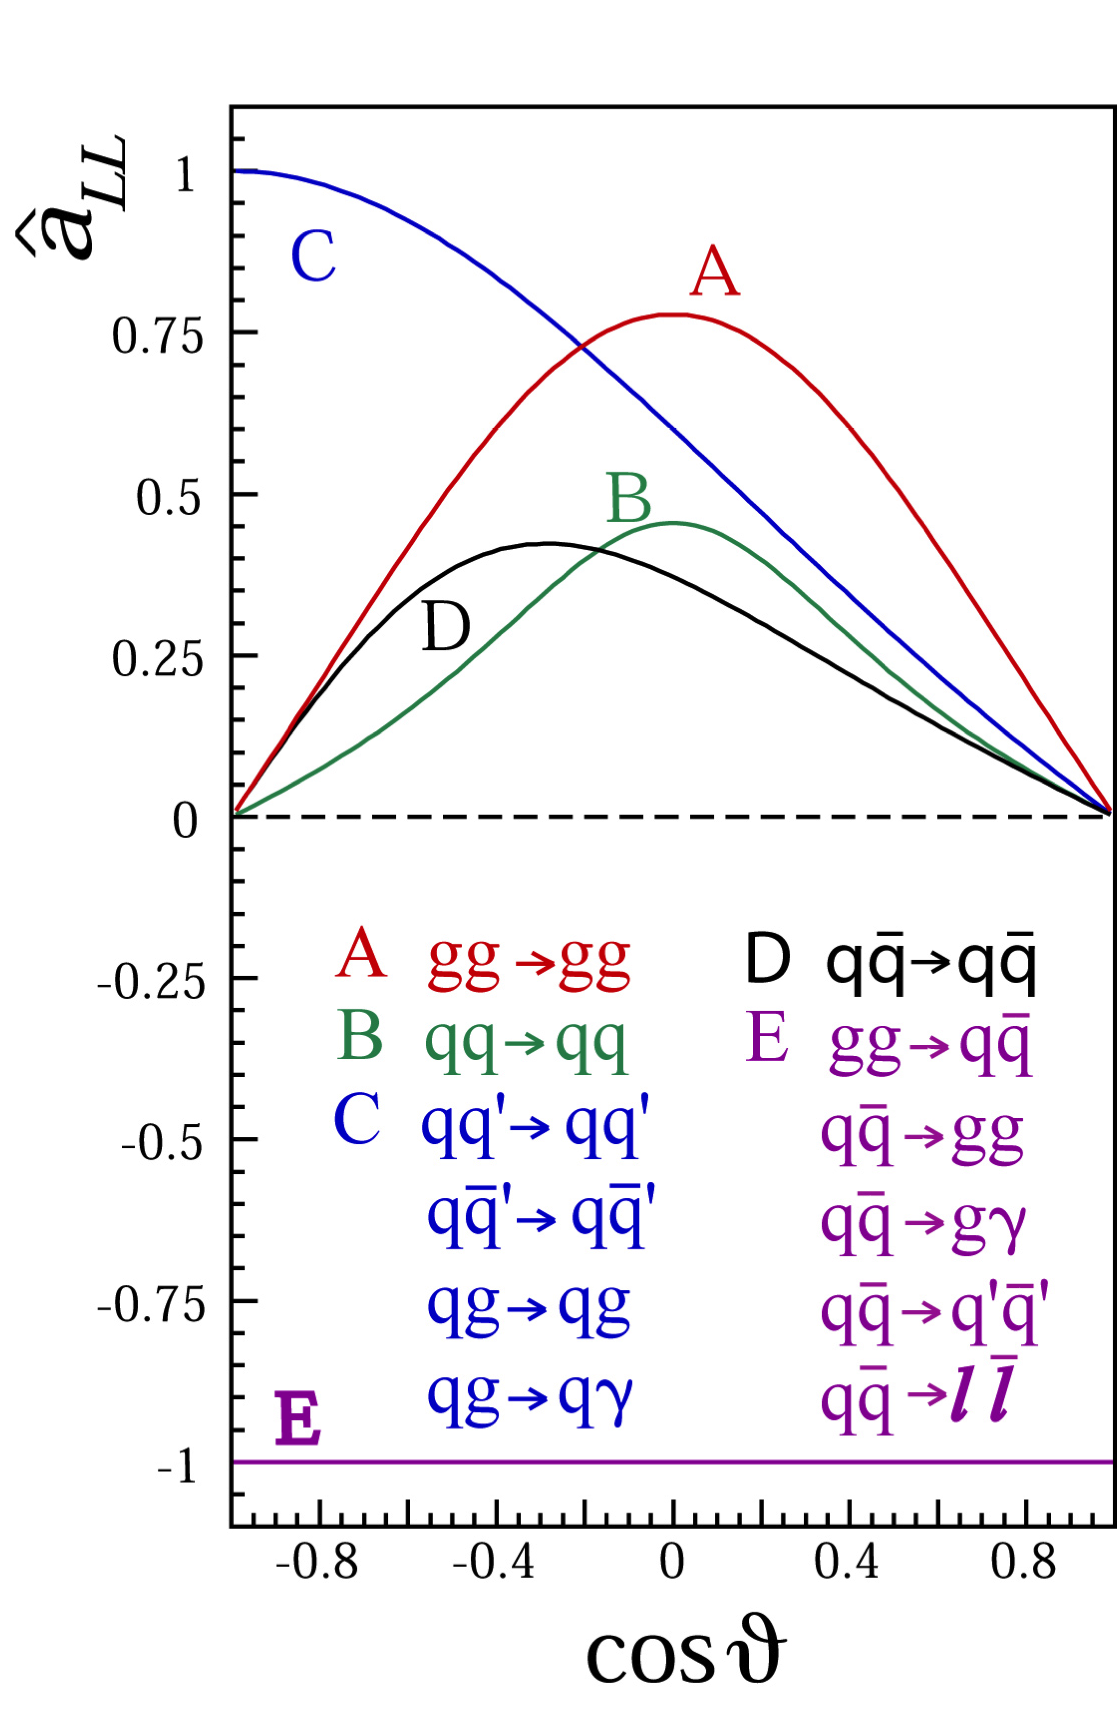 â_LL
1
0.75
0.5
0.25
0
-0.25
-0.5
-0.75
-1
C
A
B
D
A gg→gg
B qq→qq
C qq'→qq'
qq̄'→qq̄'
qg→qg
qg→qγ
D qq̄→qq̄
E gg→qq̄
qq̄→gg
qq̄→gγ
qq̄→q'q̄'
qq̄→l l̄
E
-0.8 -0.4 0 0.4 0.8
cos ϑ